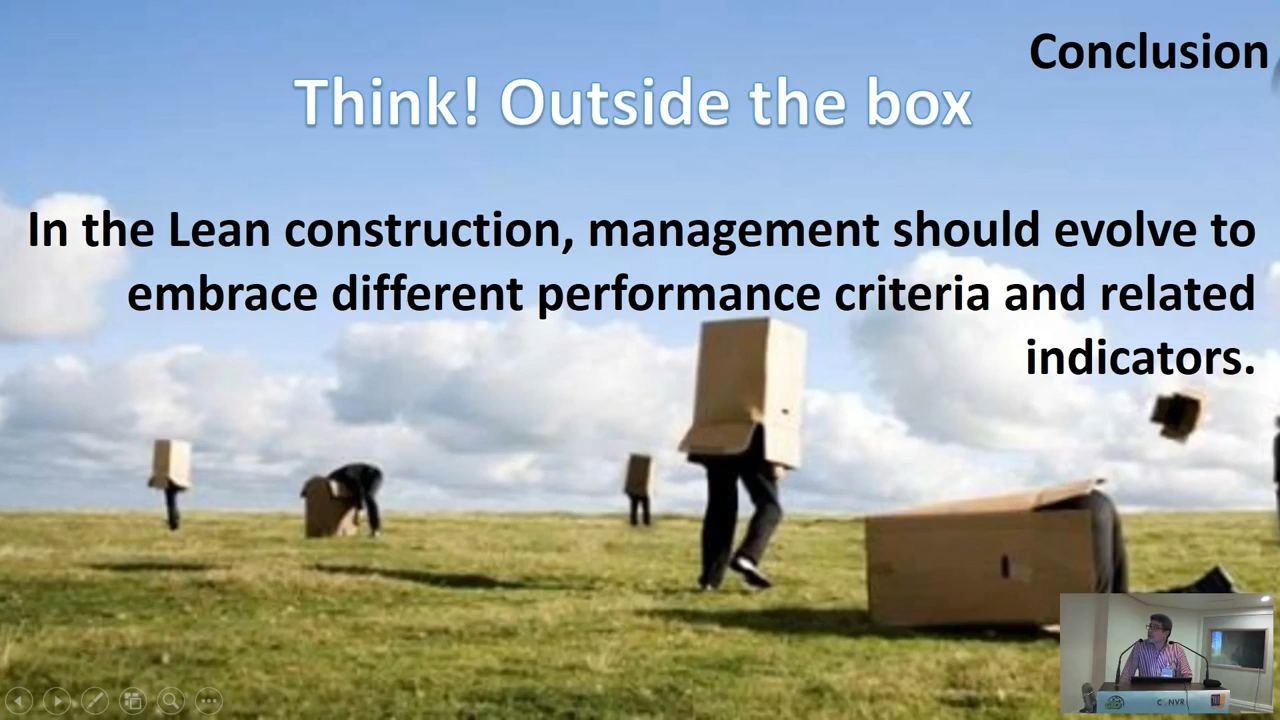 Conclusion
Think! Outside the box
In the Lean construction, management should evolve to
embrace different performance criteria and related
indicators.
CONVR